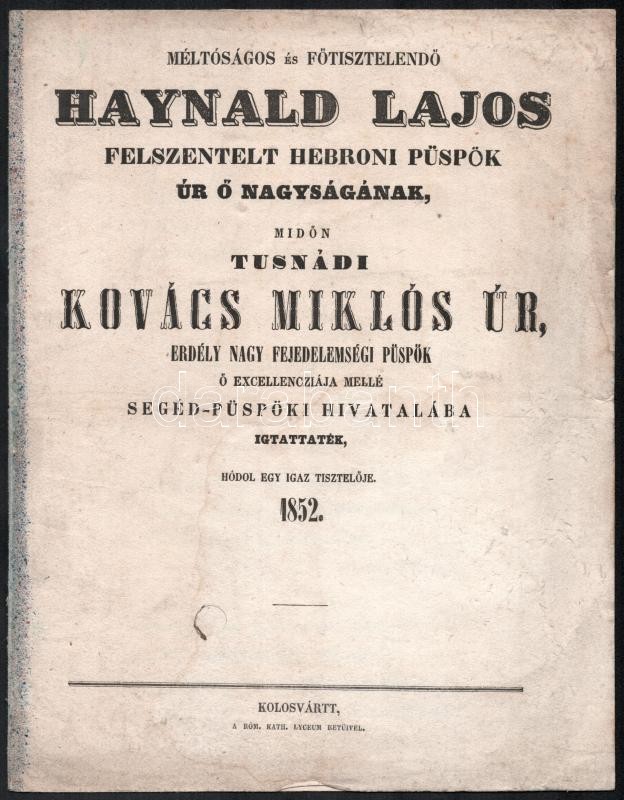 MÉLTÓSÁGOS ÉS FŐTISZTELENDŐ
HAYNALD LAJOS
FELSZENTELT HEBRONI PÜSPÖK
ÚR Ő NAGYSÁGÁNAK,
MIDŐN
TUSNÁDI
KOVÁCS MIKLÓS ÚR,
ERDÉLY NAGY FEJEDELEMSÉGI PÜSPÖK
Ő EXCELLENCZIÁJA MELLÉ
SEGÉD-PÜSPÖKI HIVATALÁBA
IGTATTATÉK,
HÓDOL EGY IGAZ TISZTELŐJE.
1852.
KOLOSVÁRTT,
A RÓM. KATH. LYCEUM BETŰIVEL.
darabanth